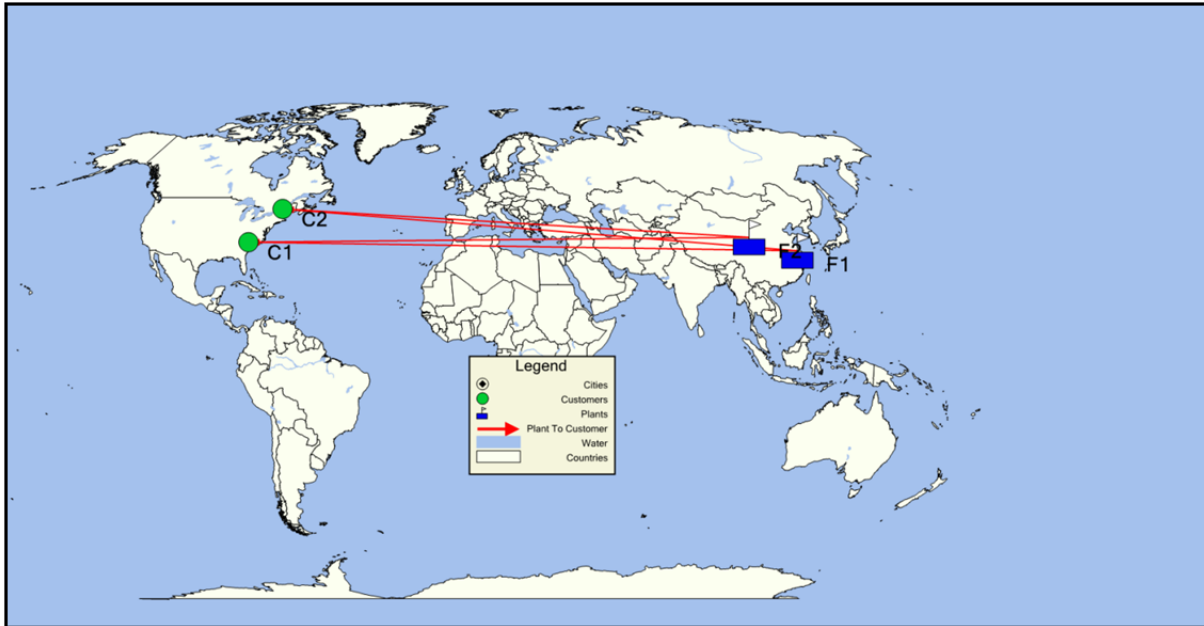 C2
C1
F2
F1
Legend
Cities
Customers
Plants
Plant To Customer
Water
Countries